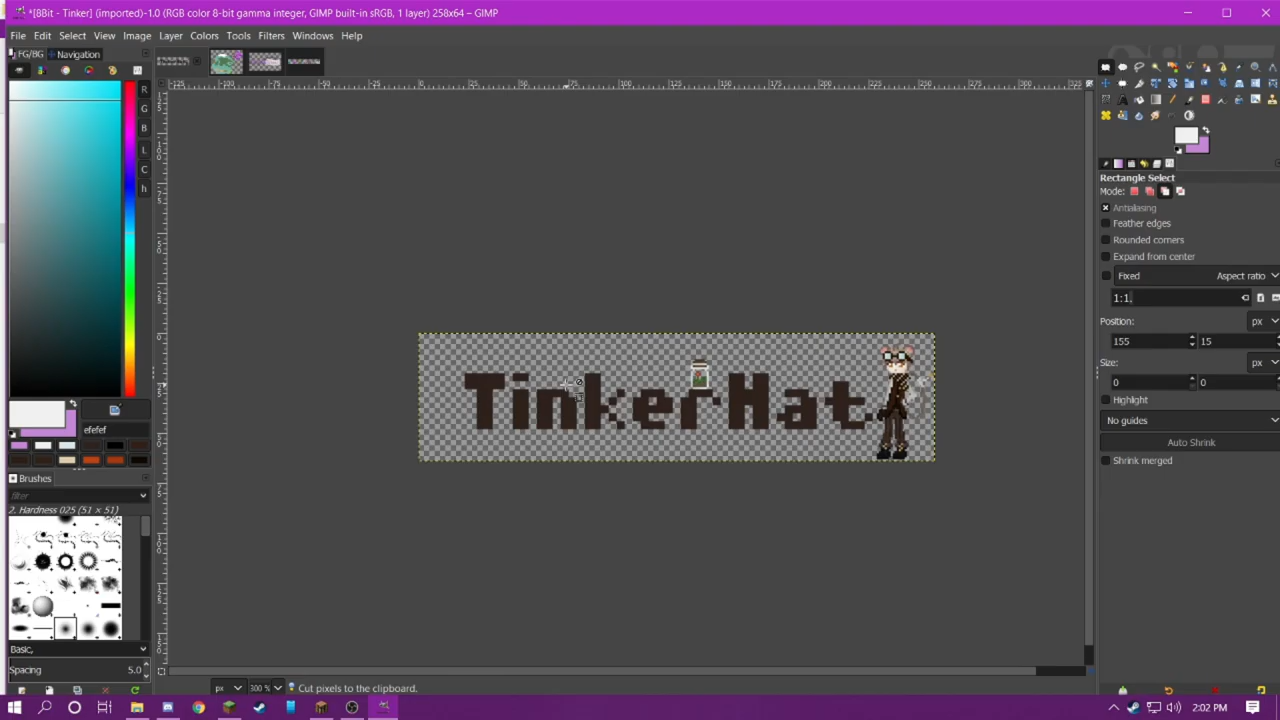 *[8Bit - Tinker] (imported)-1.0 (RGB color 8-bit gamma integer, GIMP built-in sRGB, 1 layer) 258x64 – GIMP
File Edit Select View Image Layer Colors Tools Filters Windows Help
FG/BG Navigation
R
G
B
L
C
h
efefef
Brushes
filter
2. Hardness 025 (51 × 51)
Basic,
Spacing 5.0
TinkerHat
px 300 % Cut pixels to the clipboard.
Rectangle Select
Mode:
Antialiasing
Feather edges
Rounded corners
Expand from center
Fixed Aspect ratio
1:1
Position: px
155 15
Size: px
0 0
Highlight
No guides
Auto Shrink
Shrink merged
2:02 PM